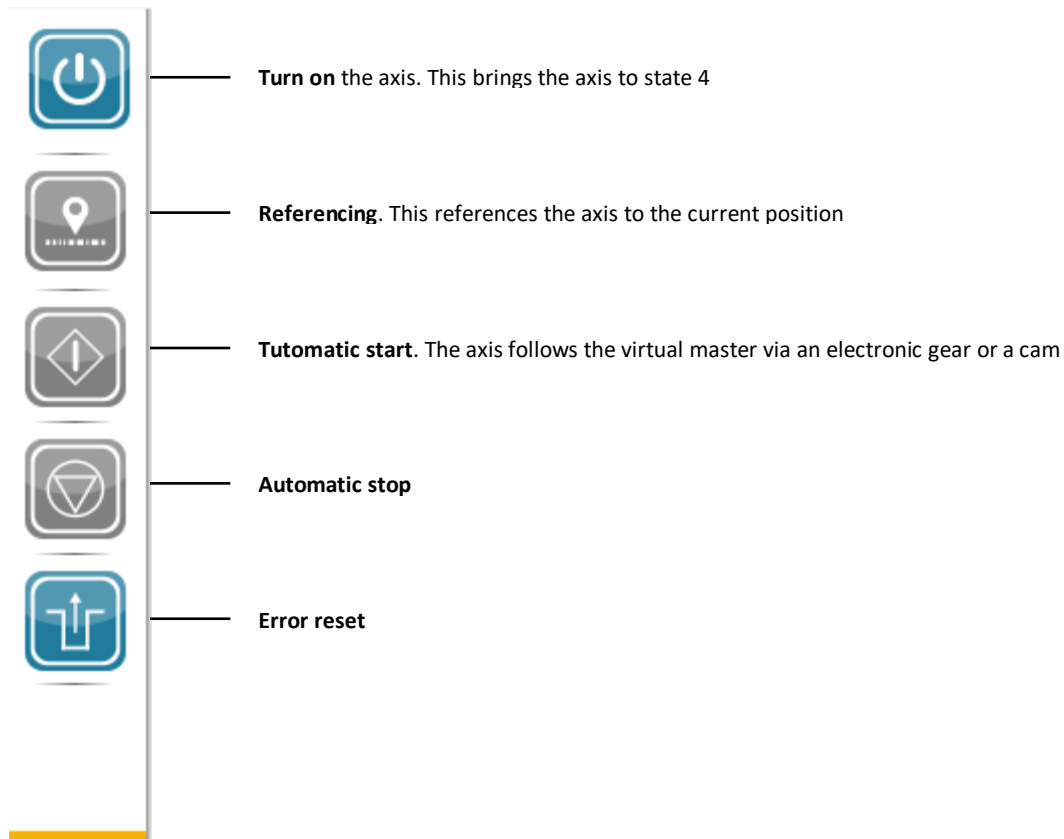 Turn on the axis. This brings the axis to state 4
Referencing. This references the axis to the current position
Tutomatic start. The axis follows the virtual master via an electronic gear or a cam
Automatic stop
Error reset